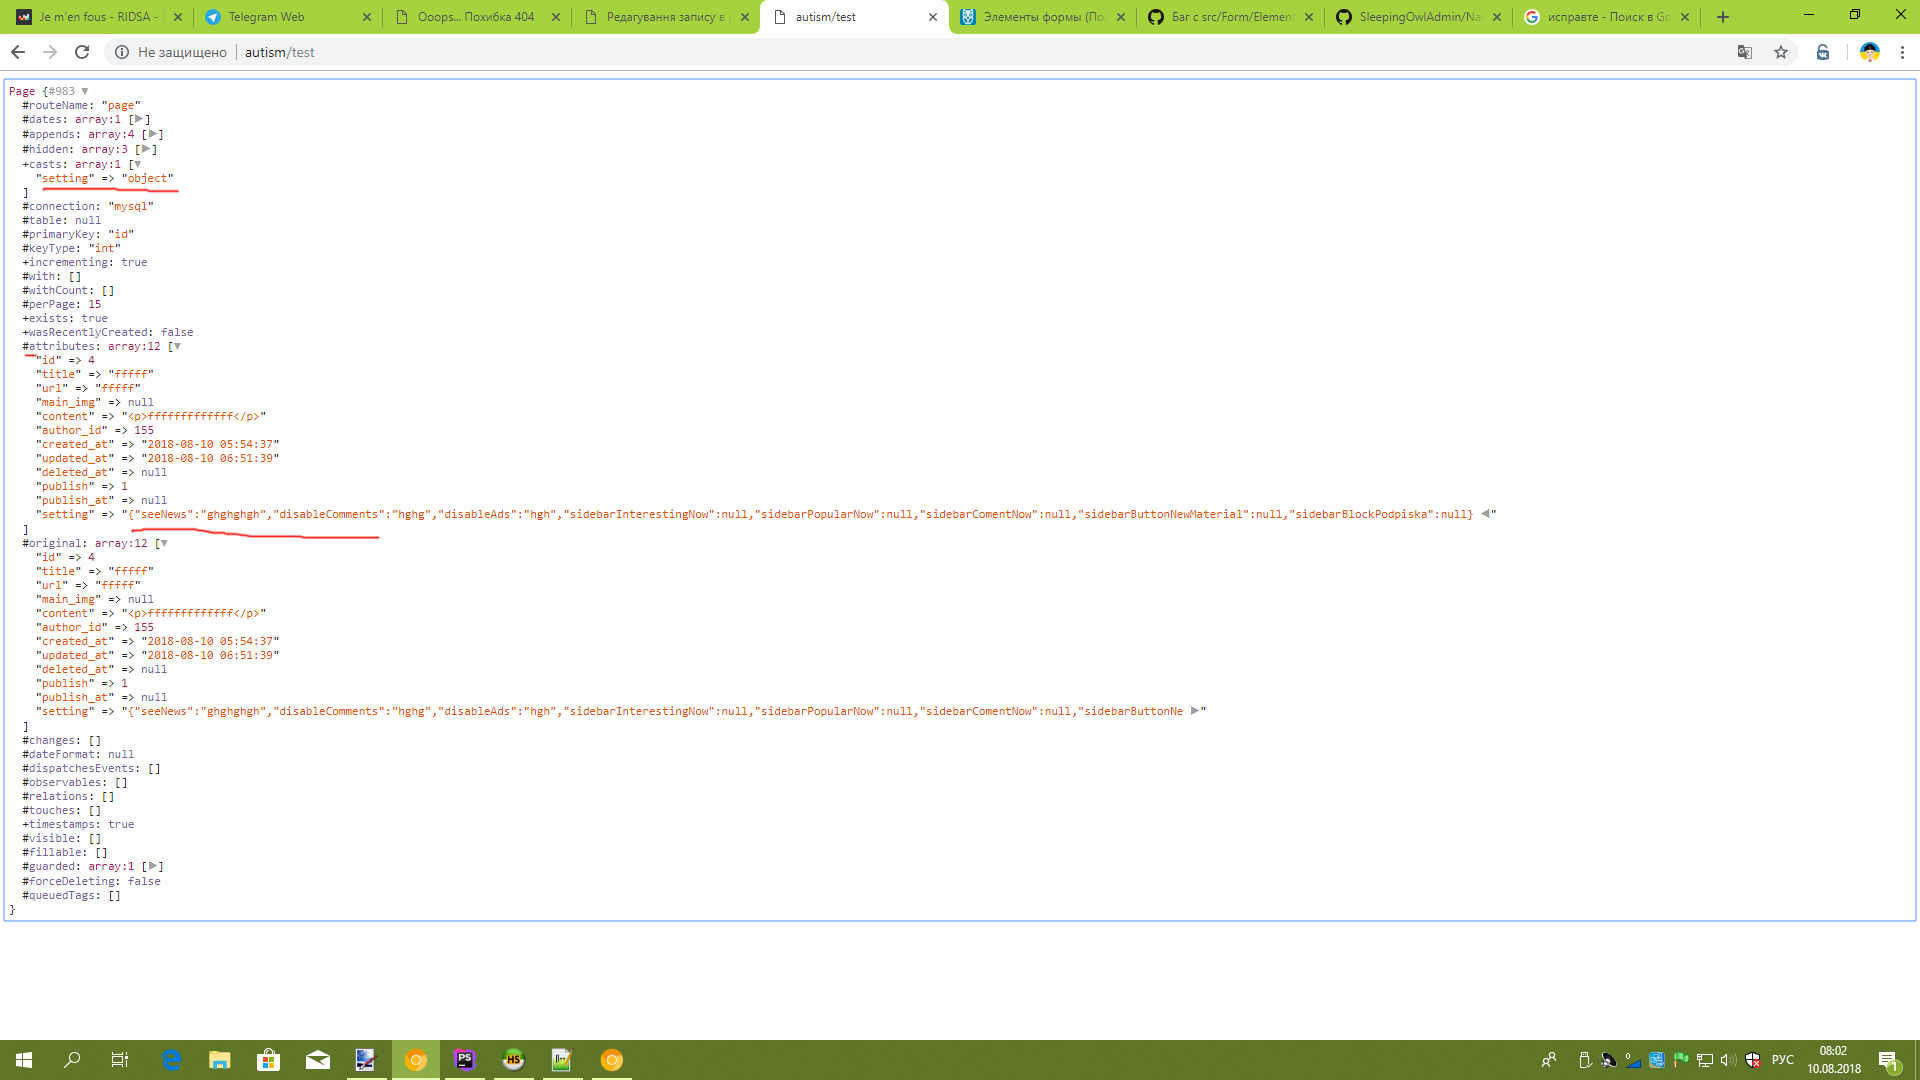 Je m'en fous - RIDSA -
Telegram Web
Ooops... Похибка 404
Редагування запису в
autism/test
Элементы формы (По
Баг с src/Form/Element
SleepingOwlAdmin/Na
исправте - Поиск в Go
Не защищено
autism/test
Page {#983 ▼
#routeName: "page"
#dates: array:1 [▶]
#appends: array:4 [▶]
#hidden: array:3 [▶]
+casts: array:1 [▼
"setting" => "object"
]
#connection: "mysql"
#table: null
#primaryKey: "id"
#keyType: "int"
+incrementing: true
#with: []
#withCount: []
#perPage: 15
+exists: true
+wasRecentlyCreated: false
#attributes: array:12 [▼
"id" => 4
"title" => "fffff"
"url" => "fffff"
"main_img" => null
"content" => "<p>fffffffffffff</p>"
"author_id" => 155
"created_at" => "2018-08-10 05:54:37"
"updated_at" => "2018-08-10 06:51:39"
"deleted_at" => null
"publish" => 1
"publish_at" => null
"setting" => "{"seeNews":"ghghghgh","disableComments":"hghg","disableAds":"hgh","sidebarInterestingNow":null,"sidebarPopularNow":null,"sidebarComentNow":null,"sidebarButtonNewMaterial":null,"sidebarBlockPodpiska":null} ◀"
]
#original: array:12 [▼
"id" => 4
"title" => "fffff"
"url" => "fffff"
"main_img" => null
"content" => "<p>fffffffffffff</p>"
"author_id" => 155
"created_at" => "2018-08-10 05:54:37"
"updated_at" => "2018-08-10 06:51:39"
"deleted_at" => null
"publish" => 1
"publish_at" => null
"setting" => "{"seeNews":"ghghghgh","disableComments":"hghg","disableAds":"hgh","sidebarInterestingNow":null,"sidebarPopularNow":null,"sidebarComentNow":null,"sidebarButtonNe ▶"
]
#changes: []
#dateFormat: null
#dispatchesEvents: []
#observables: []
#relations: []
#touches: []
+timestamps: true
#visible: []
#fillable: []
#guarded: array:1 [▶]
#forceDeleting: false
#queuedTags: []
}
PS
HS
РУС
08:02
10.08.2018
1